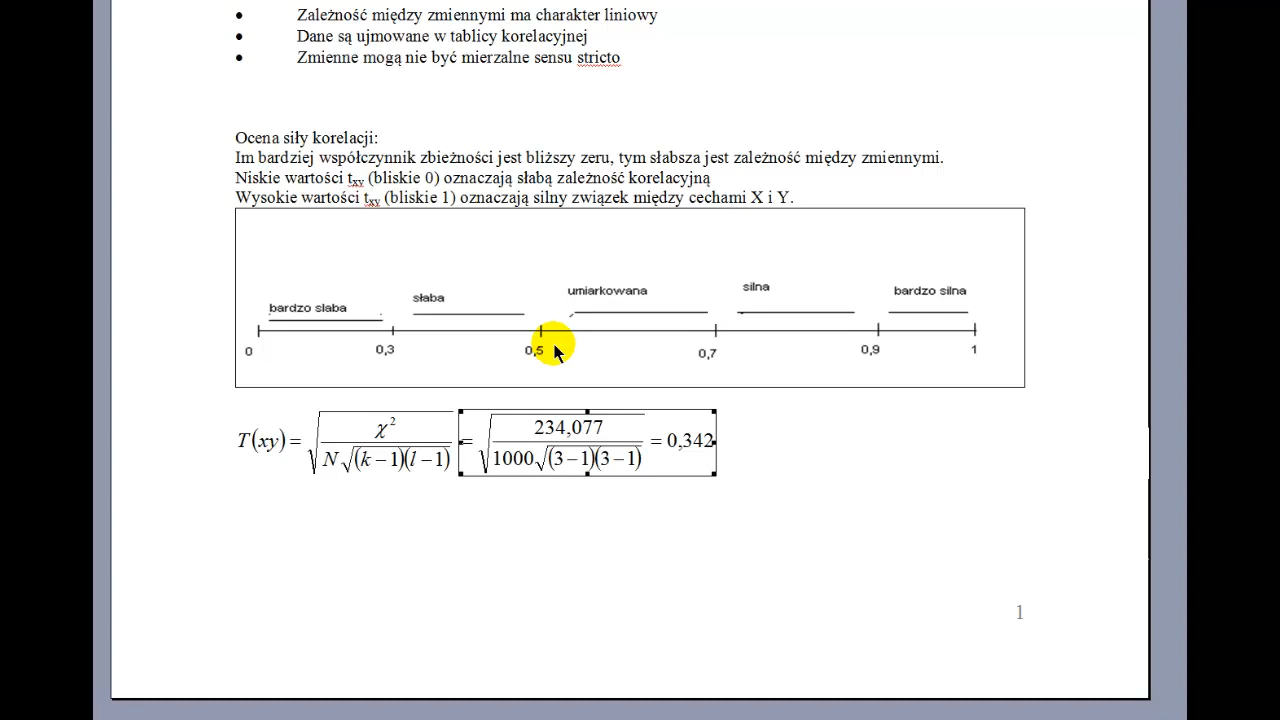 • Zależność między zmiennymi ma charakter liniowy
• Dane są ujmowane w tablicy korelacyjnej
• Zmienne mogą nie być mierzalne sensu stricto
Ocena siły korelacji:
Im bardziej współczynnik zbieżności jest bliższy zeru, tym słabsza jest zależność między zmiennymi.
Niskie wartości txy (bliskie 0) oznaczają słabą zależność korelacyjną
Wysokie wartości txy (bliskie 1) oznaczają silny związek między cechami X i Y.
bardzo słaba słaba umiarkowana silna bardzo silna
0 0,3 0,5 0,7 0,9 1
T(xy) = √(χ² / (N√((k−1)(l−1)))) = √(234,077 / (1000√((3−1)(3−1)))) = 0,342
1